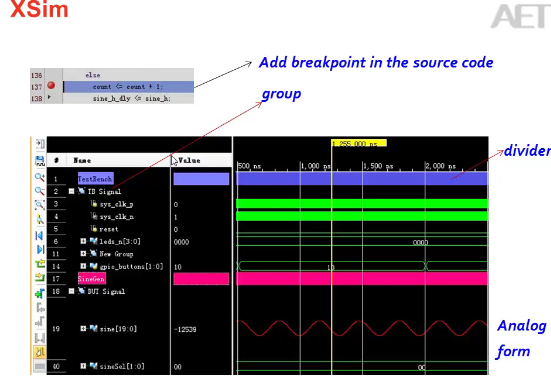 XSim
AET
136 else
137 count <= count + 1;
138 sine_h_dly <= sine_h;
Add breakpoint in the source code
group
1,255.000 ns
# Name Value
500 ns 1,000 ns 1,500 ns 2,000 ns
divider
1 TestBench
2 TB Signal
3 sys_clk_p 0
4 sys_clk_n 1
5 reset 0
6 leds_n[3:0] 0000 0000
11 New Group
14 gpio_buttons[1:0] 10 10
17 SineGen
18 DUT Signal
19 sine[19:0] -12539
Analog
form
40 sineSel[1:0] 00 00